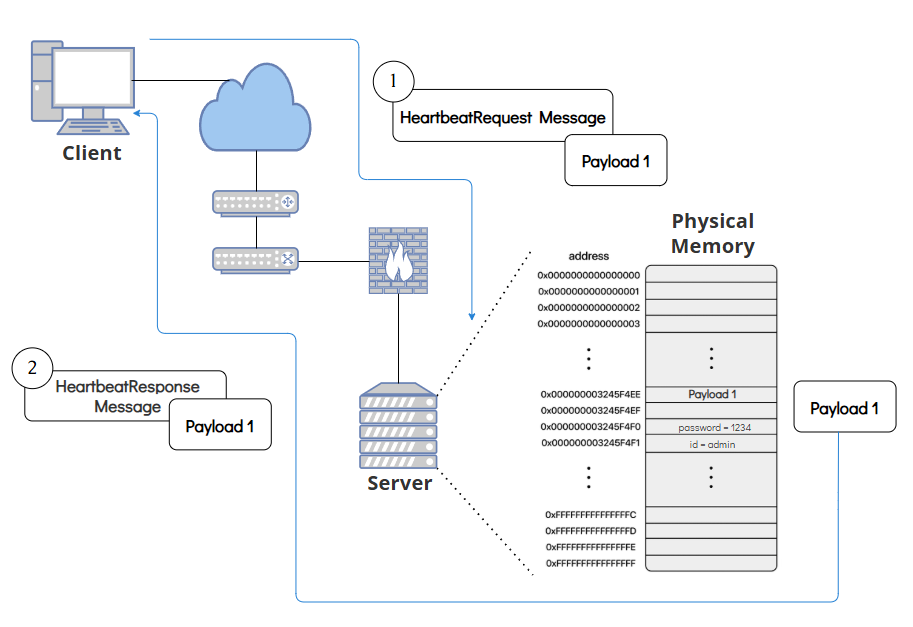 Client
1
HeartbeatRequest Message
Payload 1
Physical
Memory
address
0x0000000000000000
0x0000000000000001
0x0000000000000002
0x0000000000000003
0x000000003245F4EE
Payload 1
0x000000003245F4EF
0x000000003245F4F0
password = 1234
0x000000003245F4F1
id = admin
0xFFFFFFFFFFFFFFFC
0xFFFFFFFFFFFFFFFD
0xFFFFFFFFFFFFFFFE
0xFFFFFFFFFFFFFFFF
Payload 1
2
HeartbeatResponse
Message
Payload 1
Server